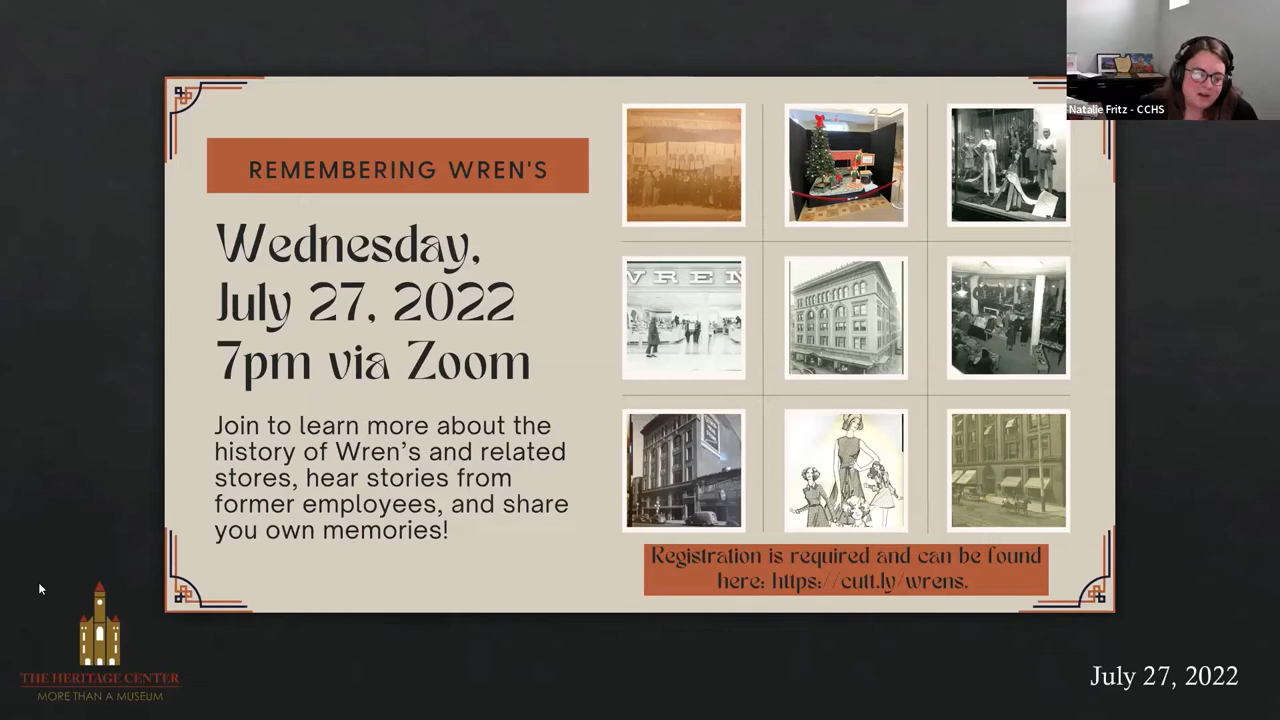 Natalie Fritz - CCHS
REMEMBERING WREN'S
Wednesday,
July 27, 2022
7pm via Zoom
Join to learn more about the
history of Wren's and related
stores, hear stories from
former employees, and share
you own memories!
WREN
Registration is required and can be found
here: https://cutt.ly/wrens.
THE HERITAGE CENTER
MORE THAN A MUSEUM
July 27, 2022